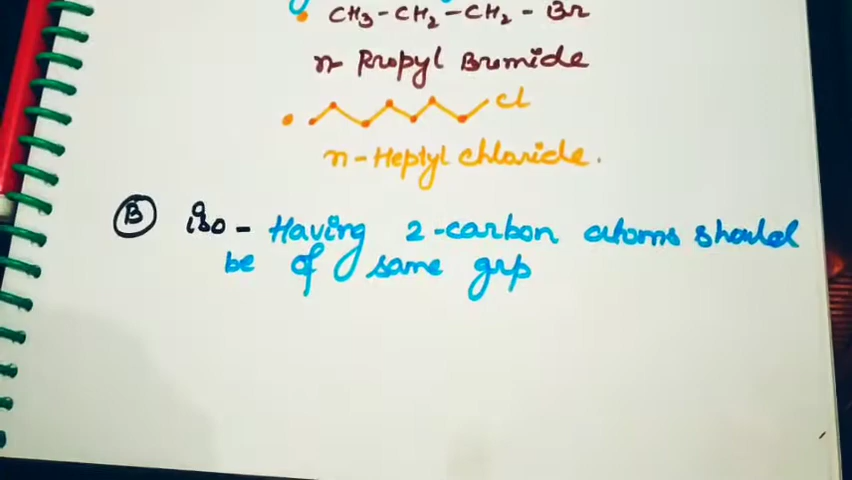 CH3-CH2-CH2-Br
n- Propyl Bromide
Cl
n-Heptyl chloride.
B iso- Having 2-carbon atoms should
be of same grp